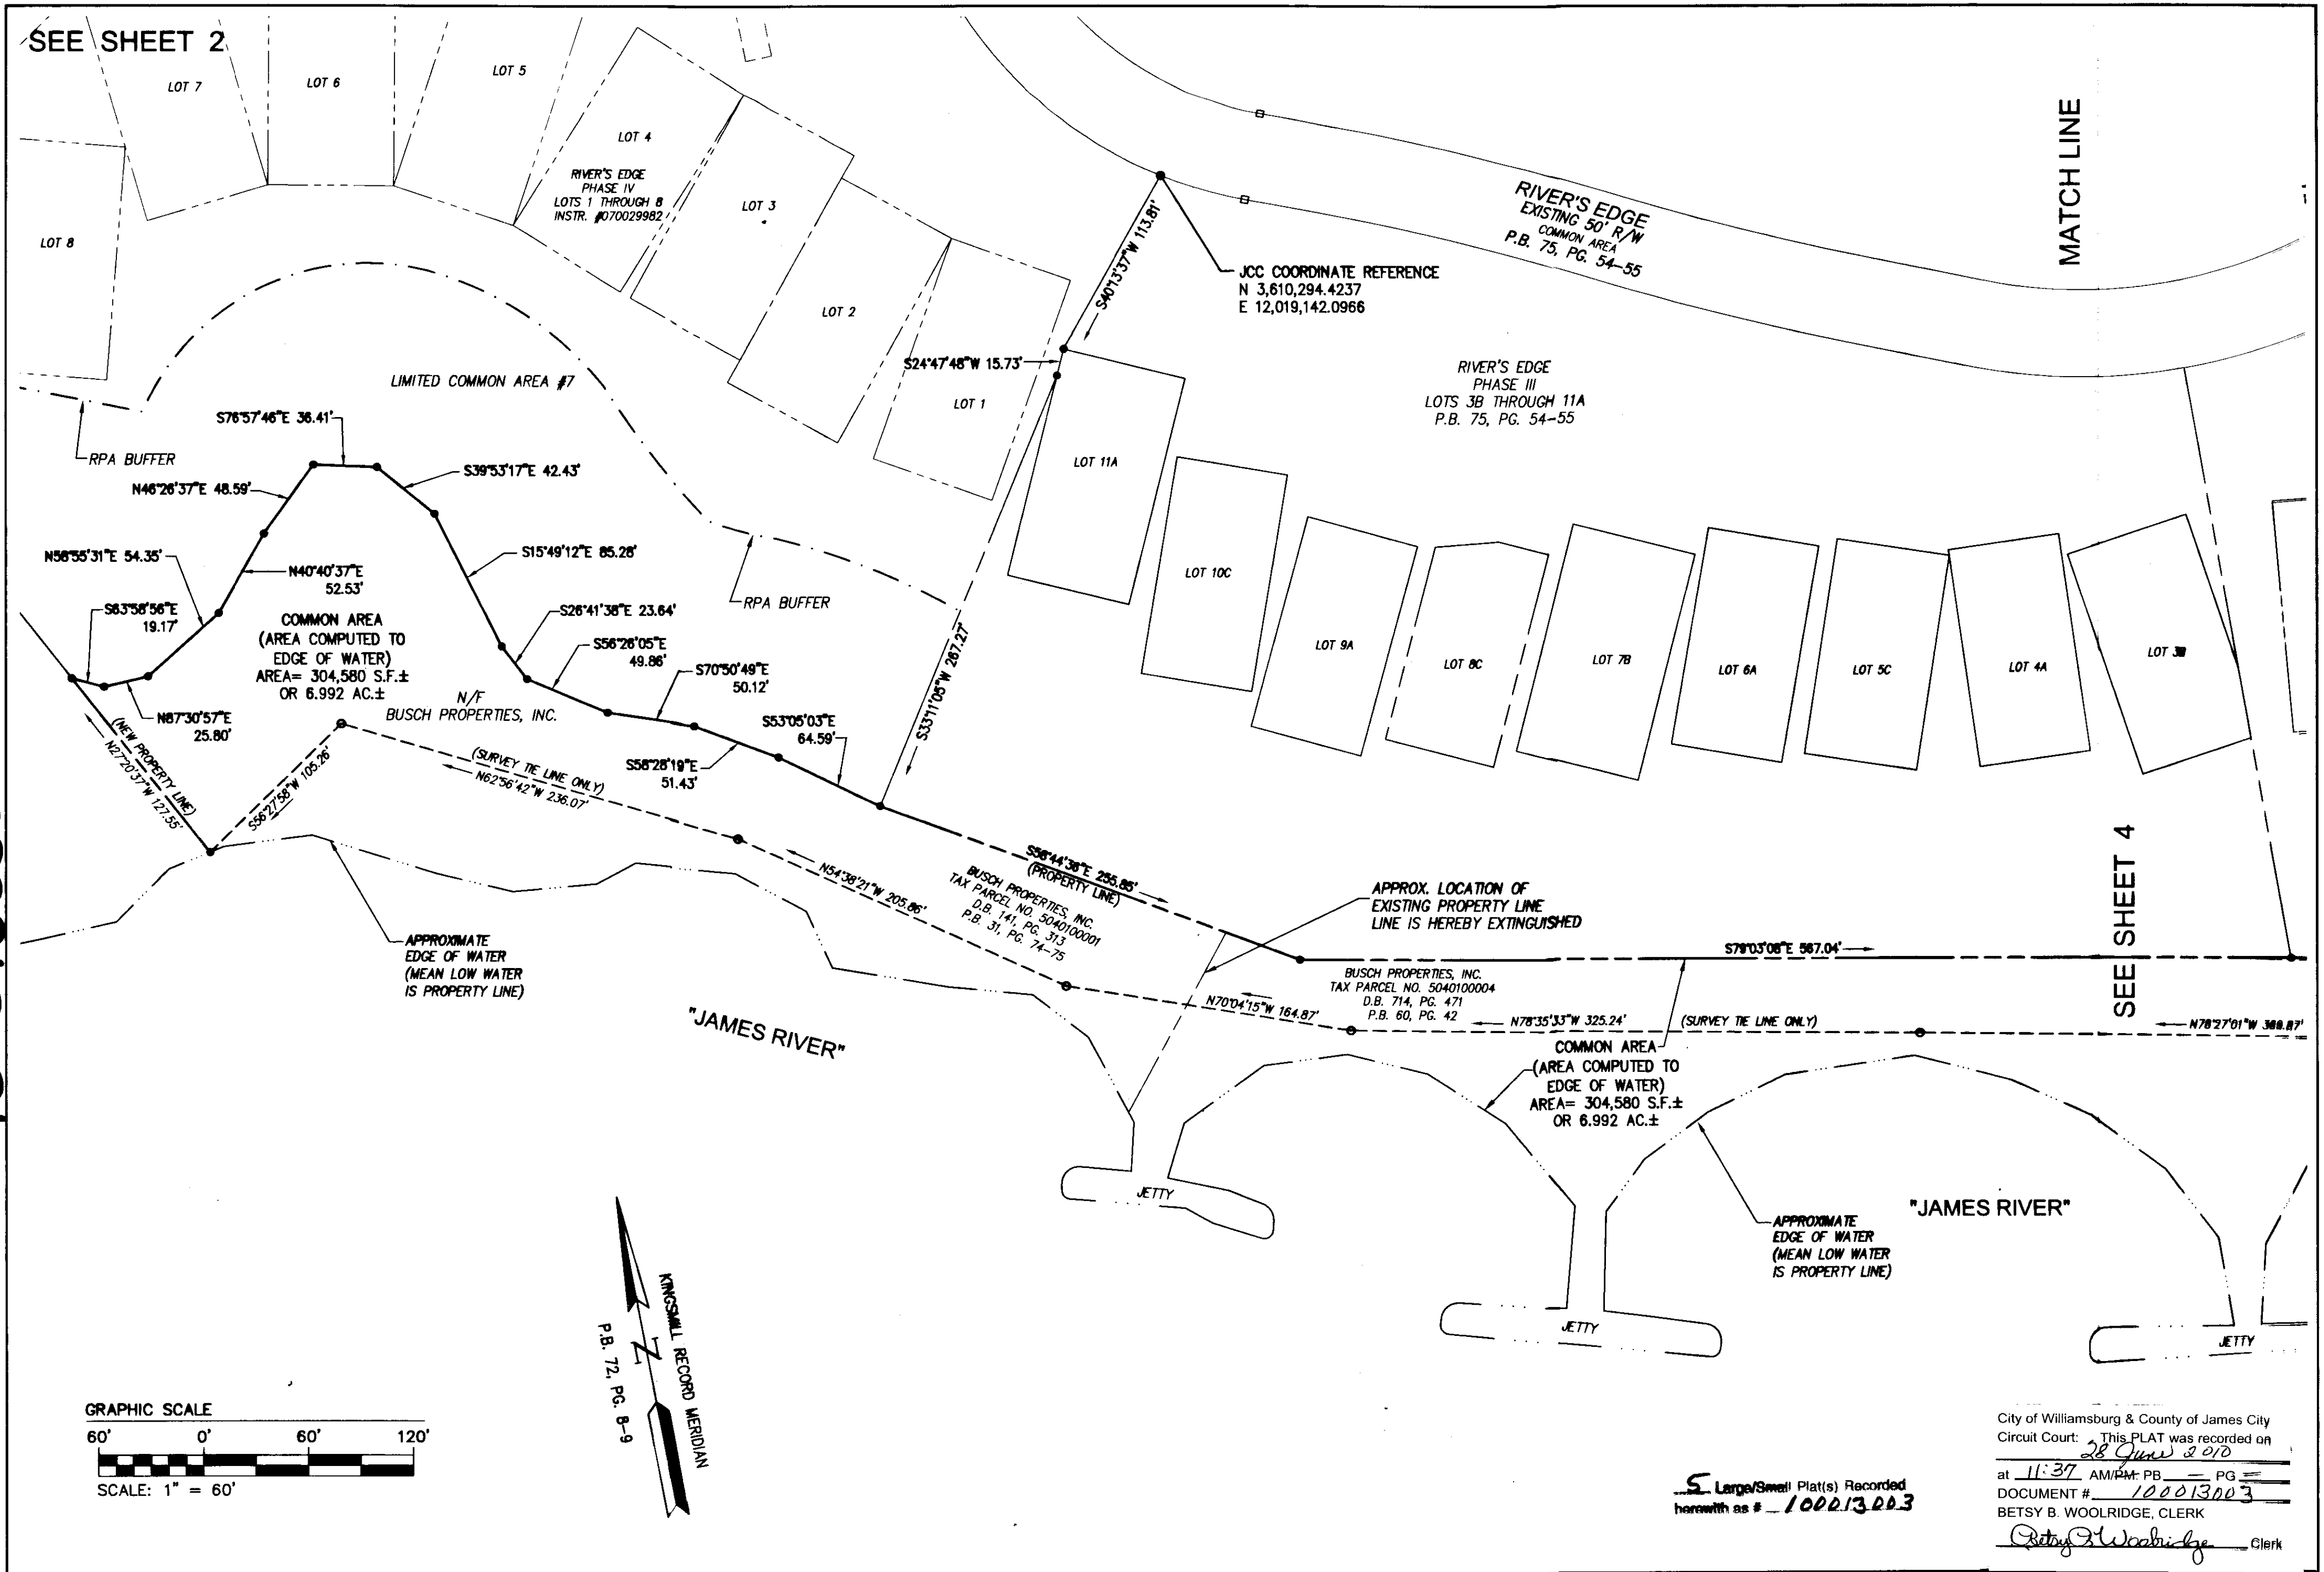 SEE SHEET 2
LOT 7
LOT 6
LOT 5
LOT 4
RIVER'S EDGE
PHASE IV
LOTS 1 THROUGH 8
INSTR. #070029982
LOT 3
LOT 8
LOT 2
LOT 1
LIMITED COMMON AREA #7
RPA BUFFER
S40°13'37"W 113.81'
JCC COORDINATE REFERENCE
N 3,610,294.4237
E 12,019,142.0966
S24°47'48"W 15.73'
RIVER'S EDGE
EXISTING 50' R/W
COMMON AREA
P.B. 75, PG. 54-55
MATCH LINE
RIVER'S EDGE
PHASE III
LOTS 3B THROUGH 11A
P.B. 75, PG. 54-55
LOT 11A
LOT 10C
LOT 9A
LOT 8C
LOT 7B
LOT 6A
LOT 5C
LOT 4A
LOT 3B
S76°57'46"E 36.41'
S39°53'17"E 42.43'
N46°26'37"E 48.59'
N58°55'31"E 54.35'
S15°49'12"E 85.28'
N40°40'37"E
52.53'
S63°58'56"E
19.17'
COMMON AREA
(AREA COMPUTED TO
EDGE OF WATER)
AREA= 304,580 S.F.±
OR 6.992 AC.±
S26°41'38"E 23.64'
RPA BUFFER
S56°26'05"E
49.86'
S70°50'49"E
50.12'
N87°30'57"E
25.80'
N/F
BUSCH PROPERTIES, INC.
S53°05'03"E
64.59'
S58°28'19"E
51.43'
S33°11'05"W 267.27'
(NEW PROPERTY LINE)
N27°20'37"W 127.55'
S56°27'58"W 105.26'
(SURVEY TIE LINE ONLY)
N62°56'42"W 236.07'
S58°44'38"E 255.85'
(PROPERTY LINE)
N54°38'21"W 205.86'
BUSCH PROPERTIES, INC.
TAX PARCEL NO. 5040100001
D.B. 141, PG. 313
P.B. 31, PG. 74-75
APPROX. LOCATION OF
EXISTING PROPERTY LINE
LINE IS HEREBY EXTINGUISHED
SEE SHEET 4
S79°03'08"E 567.04'
BUSCH PROPERTIES, INC.
TAX PARCEL NO. 5040100004
D.B. 714, PG. 471
P.B. 60, PG. 42
N70°04'15"W 164.87'
N78°35'33"W 325.24'
(SURVEY TIE LINE ONLY)
APPROXIMATE
EDGE OF WATER
(MEAN LOW WATER
IS PROPERTY LINE)
"JAMES RIVER"
COMMON AREA
(AREA COMPUTED TO
EDGE OF WATER)
AREA= 304,580 S.F.±
OR 6.992 AC.±
JETTY
"JAMES RIVER"
APPROXIMATE
EDGE OF WATER
(MEAN LOW WATER
IS PROPERTY LINE)
JETTY
JETTY
KINGSMILL RECORD MERIDIAN
N
P.B. 72, PG. 8-9
GRAPHIC SCALE
60' 0' 60' 120'
SCALE: 1" = 60'
5 Large/Small Plat(s) Recorded
herewith as # 100013003
City of Williamsburg & County of James City
Circuit Court: This PLAT was recorded on
28 June 2010
at 11:37 AM/PM. PB — PG =
DOCUMENT # 100013003
BETSY B. WOOLRIDGE, CLERK
Betsy B Woolridge Clerk